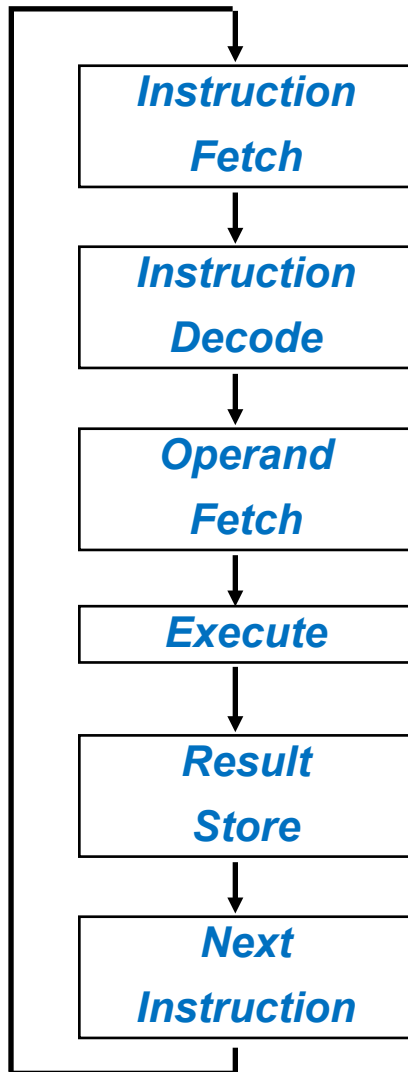 Instruction
Fetch
Instruction
Decode
Operand
Fetch
Execute
Result
Store
Next
Instruction